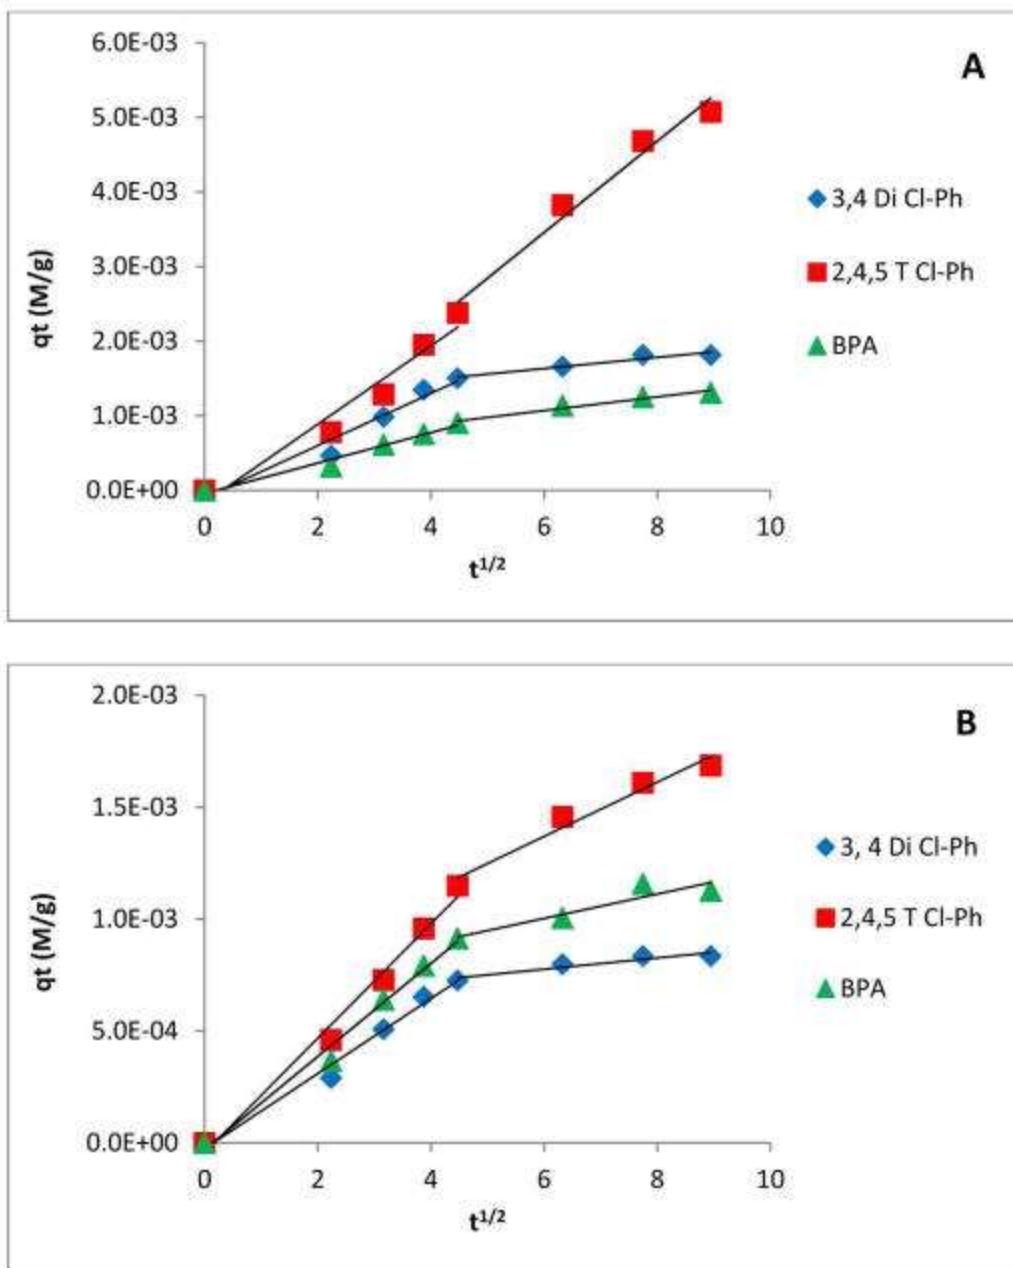 A
6.0E-03
5.0E-03
4.0E-03
3.0E-03
2.0E-03
1.0E-03
0.0E+00
qt (M/g)
0 2 4 6 8 10
t^1/2
3,4 Di Cl-Ph
2,4,5 T Cl-Ph
BPA
B
2.0E-03
1.5E-03
1.0E-03
5.0E-04
0.0E+00
qt (M/g)
0 2 4 6 8 10
t^1/2
3, 4 Di Cl-Ph
2,4,5 T Cl-Ph
BPA